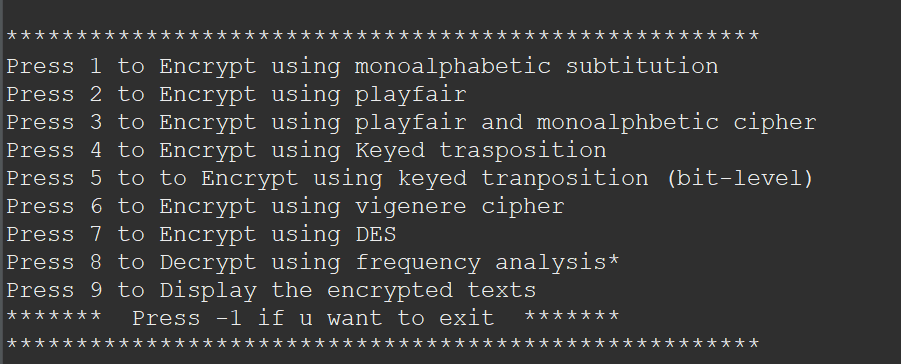 ******************************************************
Press 1 to Encrypt using monoalphabetic subtitution
Press 2 to Encrypt using playfair
Press 3 to Encrypt using playfair and monoalphbetic cipher
Press 4 to Encrypt using Keyed trasposition
Press 5 to to Encrypt using keyed tranposition (bit-level)
Press 6 to Encrypt using vigenere cipher
Press 7 to Encrypt using DES
Press 8 to Decrypt using frequency analysis*
Press 9 to Display the encrypted texts
*******  Press -1 if u want to exit  *******
******************************************************